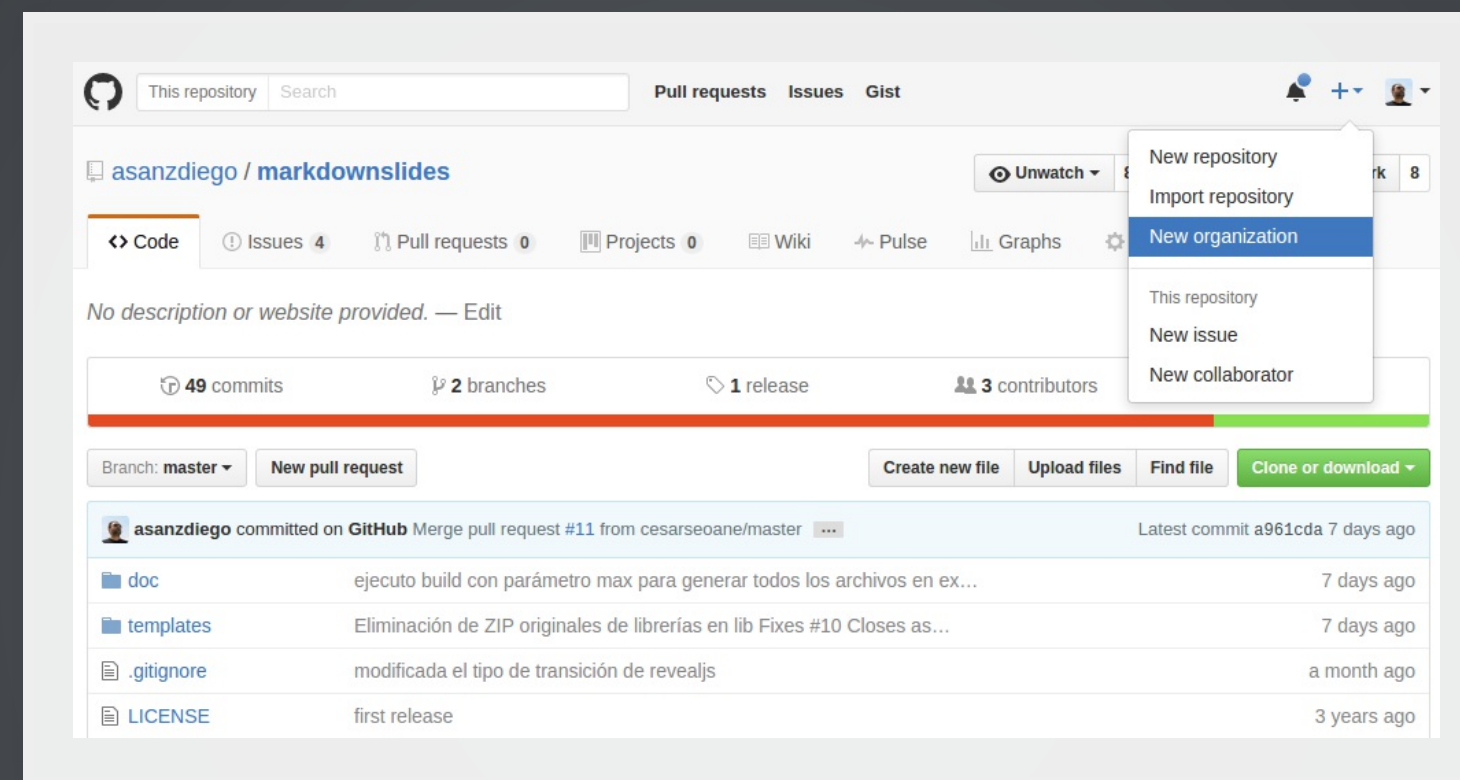 This repository Search Pull requests Issues Gist
asanzdiego / markdownslides Unwatch 8
New repository
Import repository
New organization
This repository
New issue
New collaborator
Code Issues 4 Pull requests 0 Projects 0 Wiki Pulse Graphs
No description or website provided. — Edit
49 commits 2 branches 1 release 3 contributors
Branch: master New pull request Create new file Upload files Find file Clone or download
asanzdiego committed on GitHub Merge pull request #11 from cesarseoane/master ... Latest commit a961cda 7 days ago
doc ejecuto build con parámetro max para generar todos los archivos en ex… 7 days ago
templates Eliminación de ZIP originales de librerías en lib Fixes #10 Closes as… 7 days ago
.gitignore modificada el tipo de transición de revealjs a month ago
LICENSE first release 3 years ago